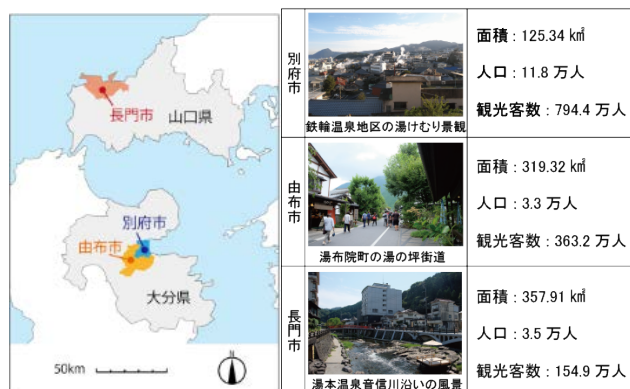 長門市
山口県
別府市
由布市
大分県
50km
別府市
鉄輪温泉地区の湯けむり景観
面積：125.34 ㎢
人口：11.8 万人
観光客数：794.4 万人
由布市
湯布院町の湯の坪街道
面積：319.32 ㎢
人口：3.3 万人
観光客数：363.2 万人
長門市
湯本温泉音信川沿いの風景
面積：357.91 ㎢
人口：3.5 万人
観光客数：154.9 万人